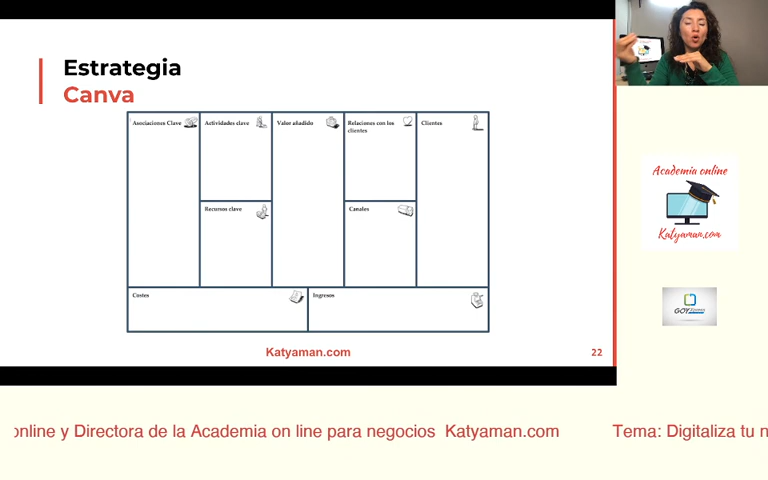 Estrategia
Canva
Asociaciones Clave
Actividades clave
Valor añadido
Relaciones con los
clientes
Clientes
Recursos clave
Canales
Costes
Ingresos
Katyaman.com
22
Academia online
Katyaman.com
online y Directora de la Academia on line para negocios Katyaman.com
Tema: Digitaliza tu n